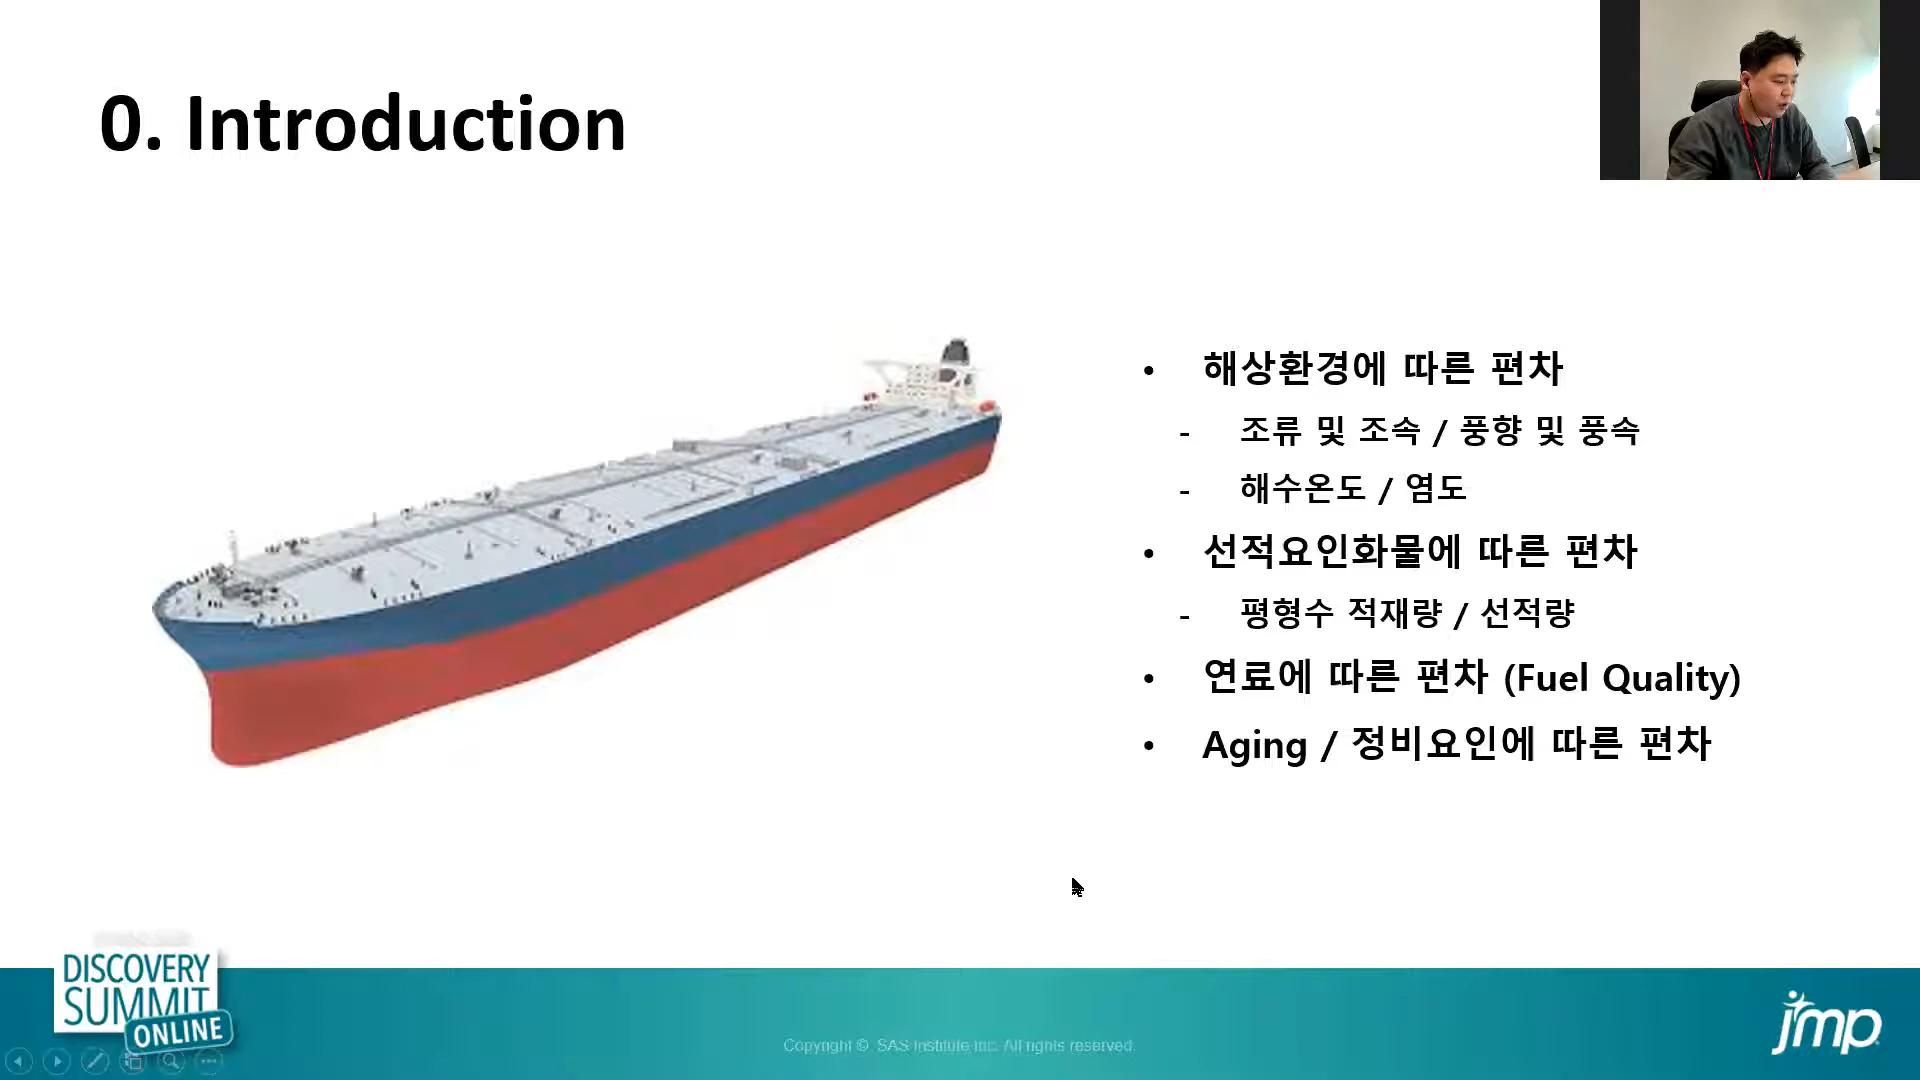 0. Introduction
• 해상환경에 따른 편차
- 조류 및 조속 / 풍향 및 풍속
- 해수온도 / 염도
• 선적요인화물에 따른 편차
- 평형수 적재량 / 선적량
• 연료에 따른 편차 (Fuel Quality)
• Aging / 정비요인에 따른 편차
DISCOVERY
SUMMIT
ONLINE
Copyright © SAS Institute Inc. All rights reserved.
jmp